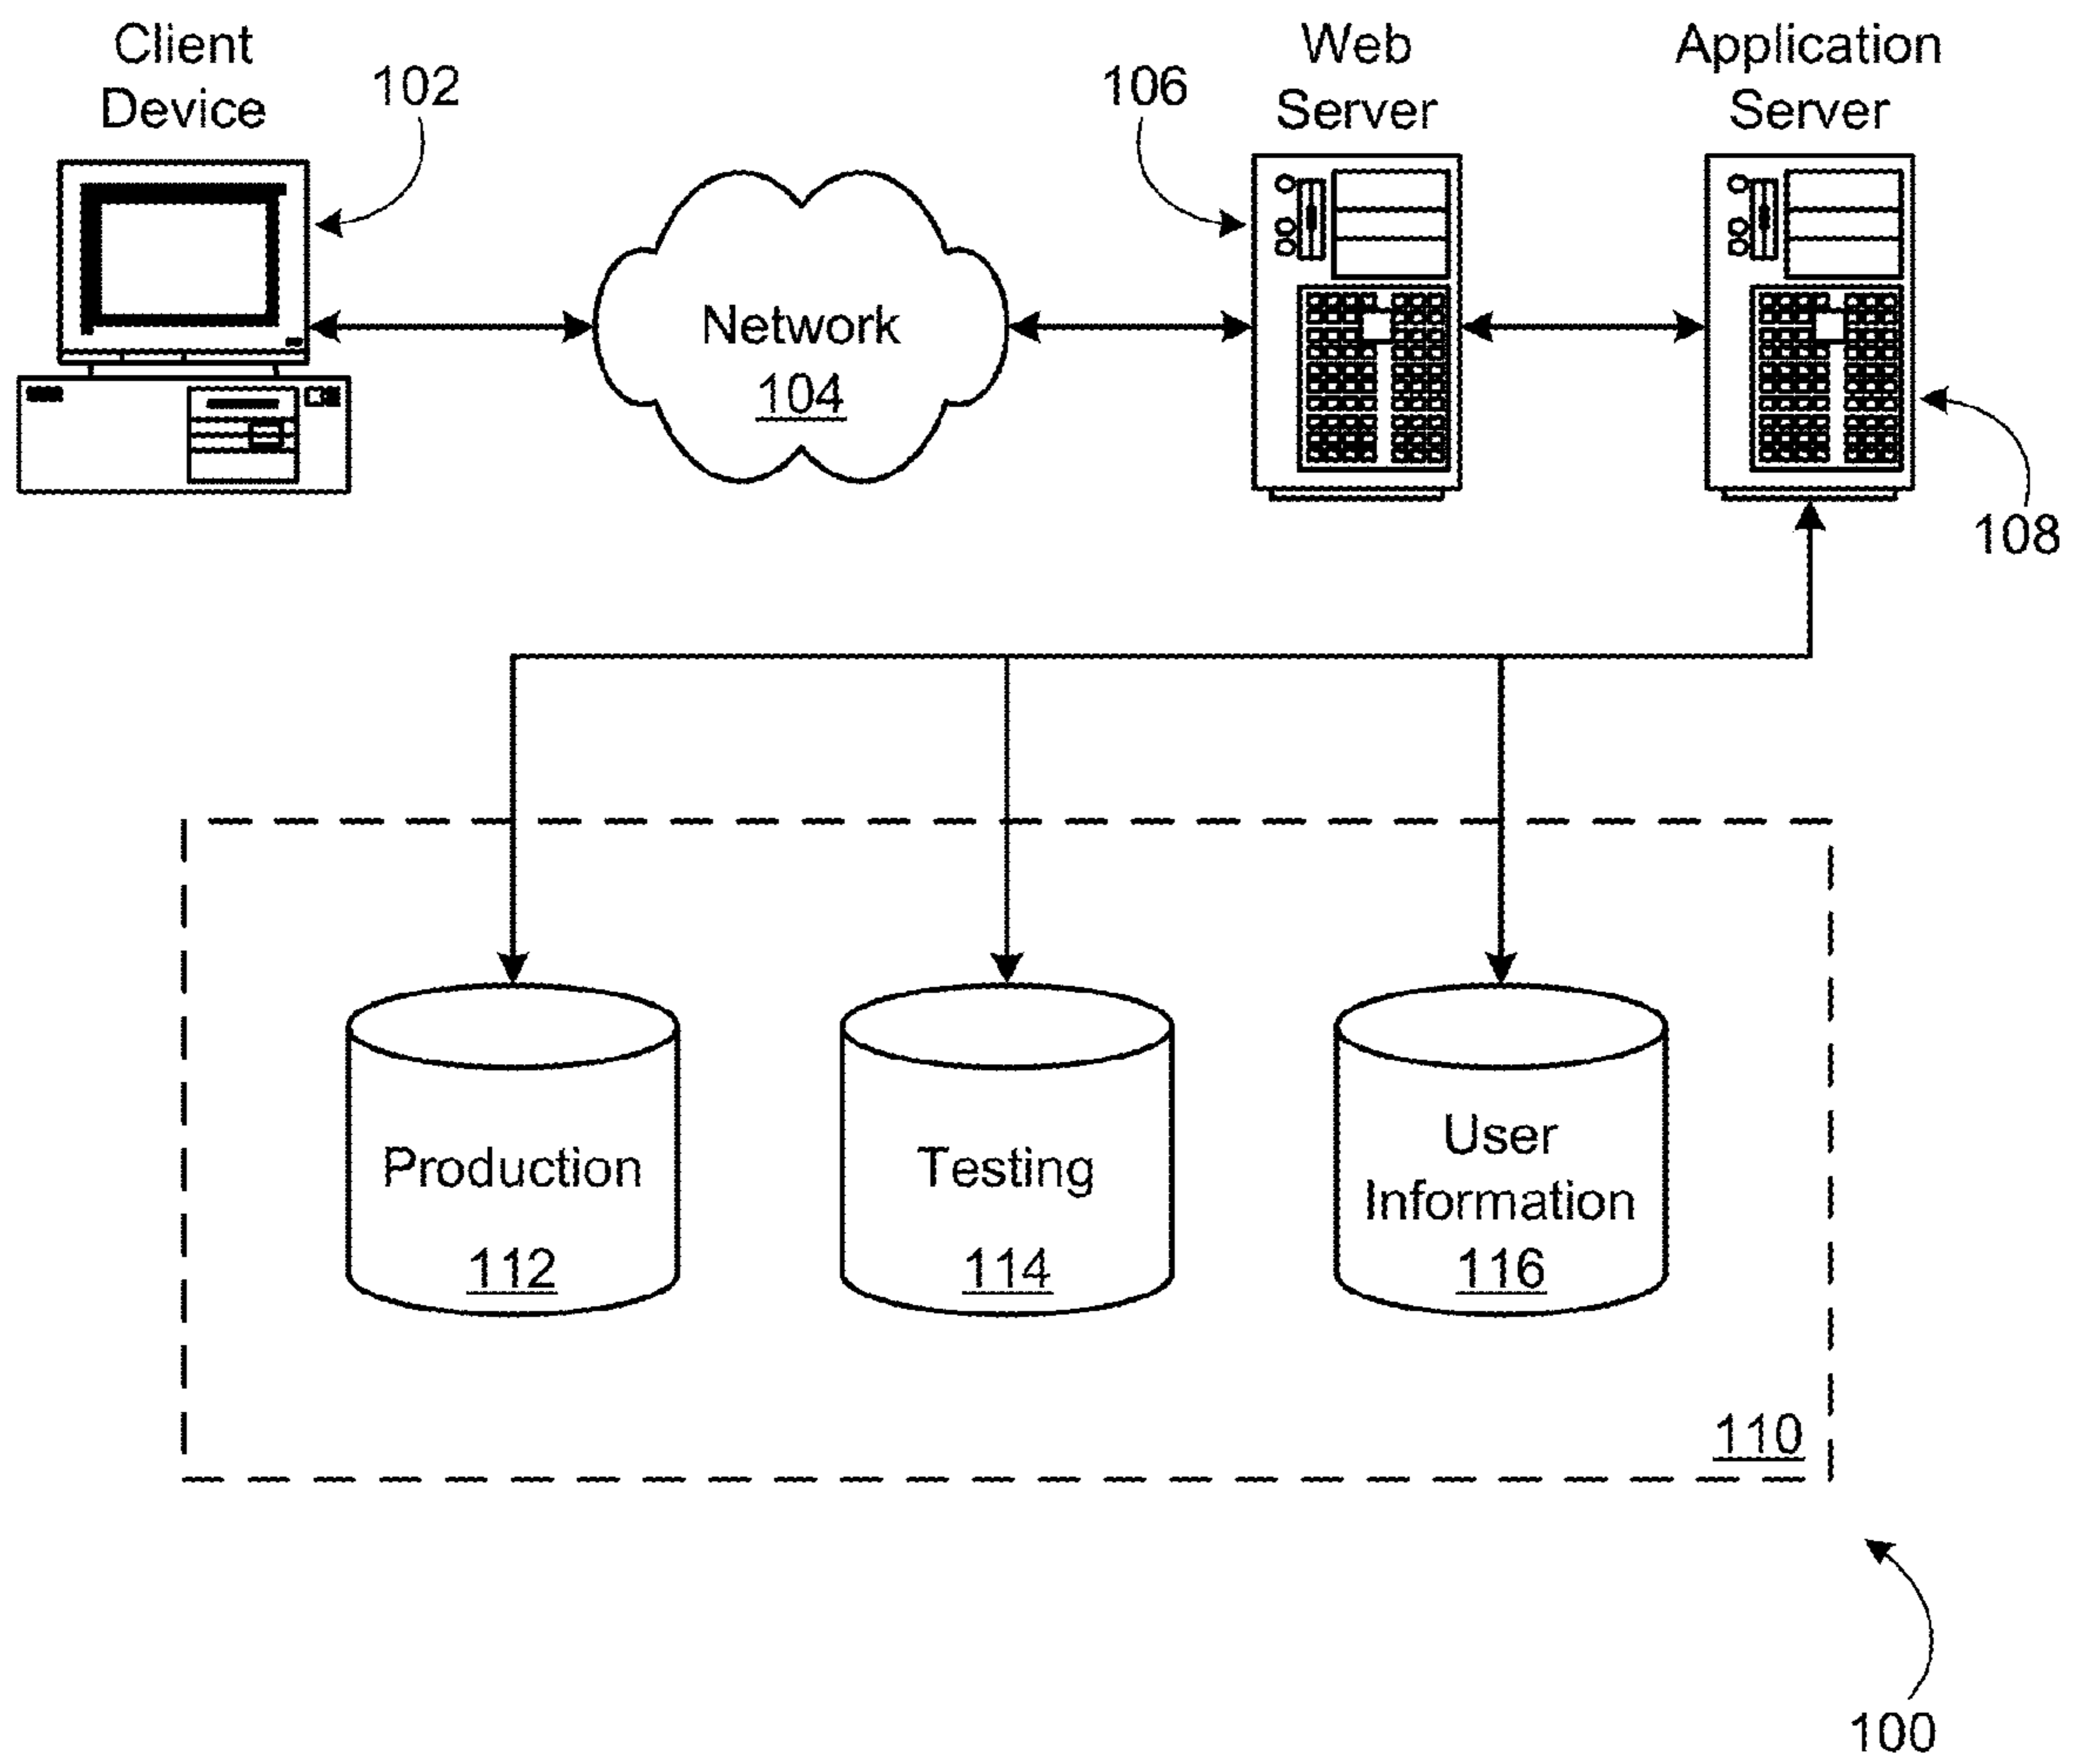 Client
Device
102
Network
104
106
Web
Server
Application
Server
108
Production
112
Testing
114
User
Information
116
110
100